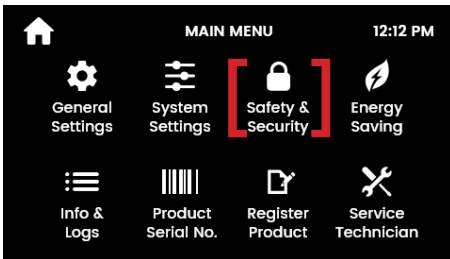 MAIN MENU
12:12 PM
General
Settings
System
Settings
Safety &
Security
Energy
Saving
Info &
Logs
Product
Serial No.
Register
Product
Service
Technician